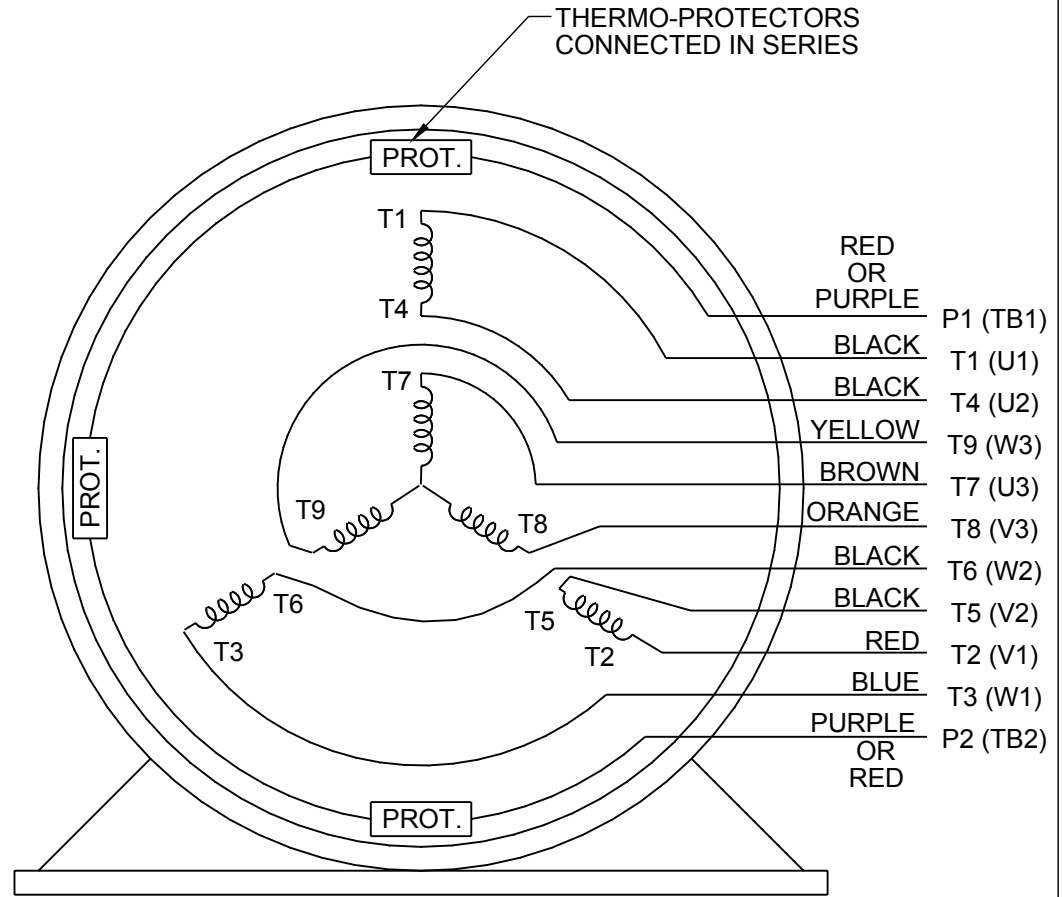 THERMO-PROTECTORS
CONNECTED IN SERIES
PROT.
T1
T4
T7
T9
T8
T6
T3
T5
T2
PROT.
PROT.
RED
OR
PURPLE
P1 (TB1)
BLACK
T1 (U1)
BLACK
T4 (U2)
YELLOW
T9 (W3)
BROWN
T7 (U3)
ORANGE
T8 (V3)
BLACK
T6 (W2)
BLACK
T5 (V2)
RED
T2 (V1)
BLUE
T3 (W1)
PURPLE
OR
RED
P2 (TB2)